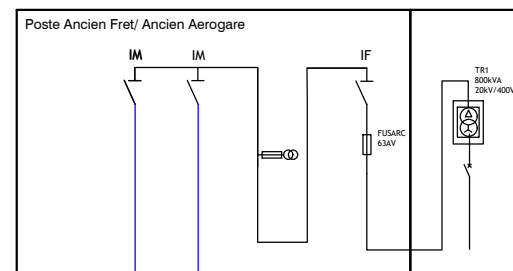 Poste Ancien Fret/ Ancien Aerogare
IM
IM
IF
TR1
800kVA
20kV/400V
FUSARC
63AV